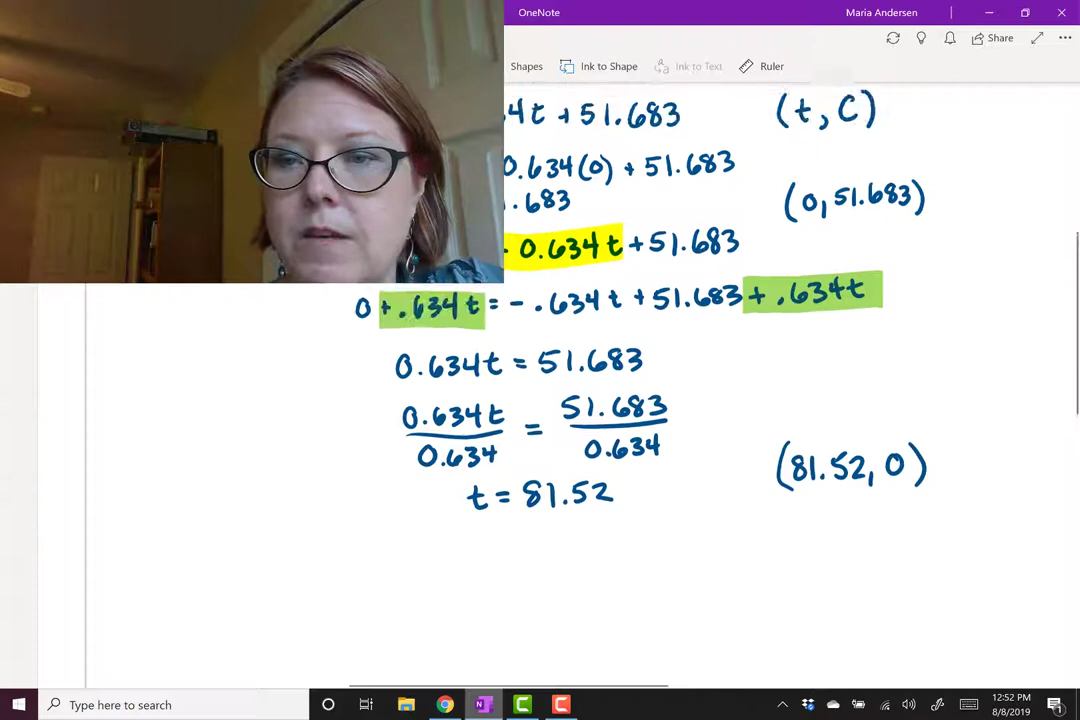 OneNote
Maria Andersen
Share
Shapes
Ink to Shape
Ink to Text
Ruler
4t + 51.683
(t, C)
0.634(0) + 51.683
.683
(0, 51.683)
- 0.634t + 51.683
0 + .634t = - .634t + 51.683 + .634t
0.634t = 51.683
0.634t / 0.634 = 51.683 / 0.634
(81.52, 0)
t = 81.52
Type here to search
N
C
C
12:52 PM
8/8/2019
1